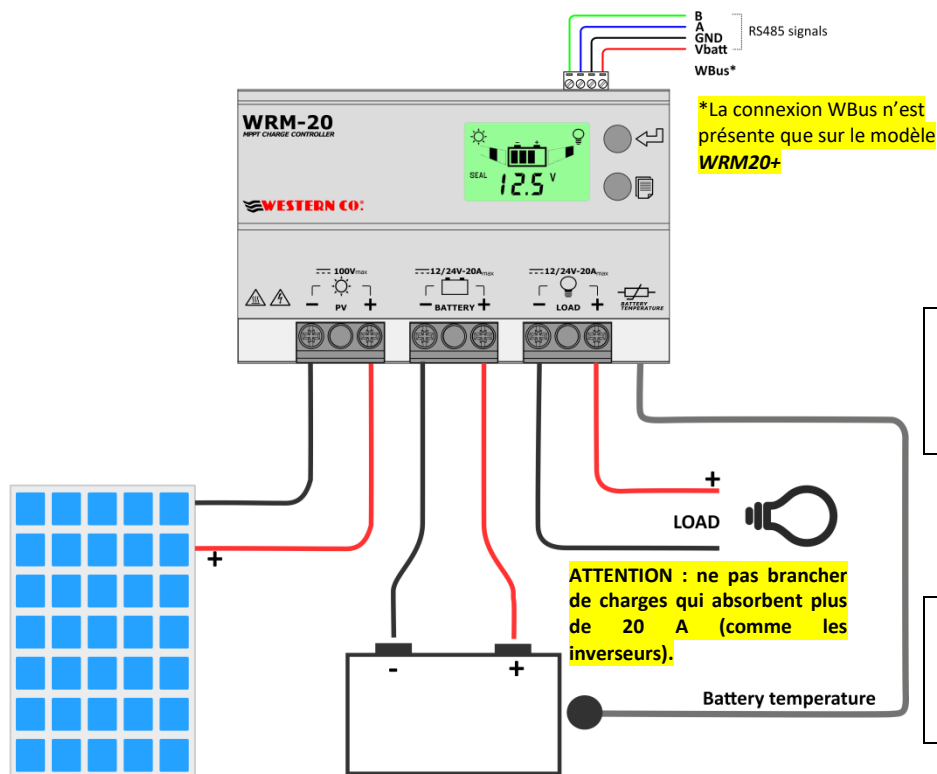 B
A
GND
Vbatt
RS485 signals
WBus*
*La connexion WBus n'est
présente que sur le modèle
WRM20+
WRM-20
MPPT CHARGE CONTROLLER
SEAL
12.5 V
WESTERN CO.
100Vmax
12/24V-20Amax
12/24V-20Amax
− PV +
− BATTERY +
− LOAD +
BATTERY
TEMPERATURE
+
LOAD
+
ATTENTION : ne pas brancher
de charges qui absorbent plus
de 20 A (comme les
inverseurs).
- +
Battery temperature